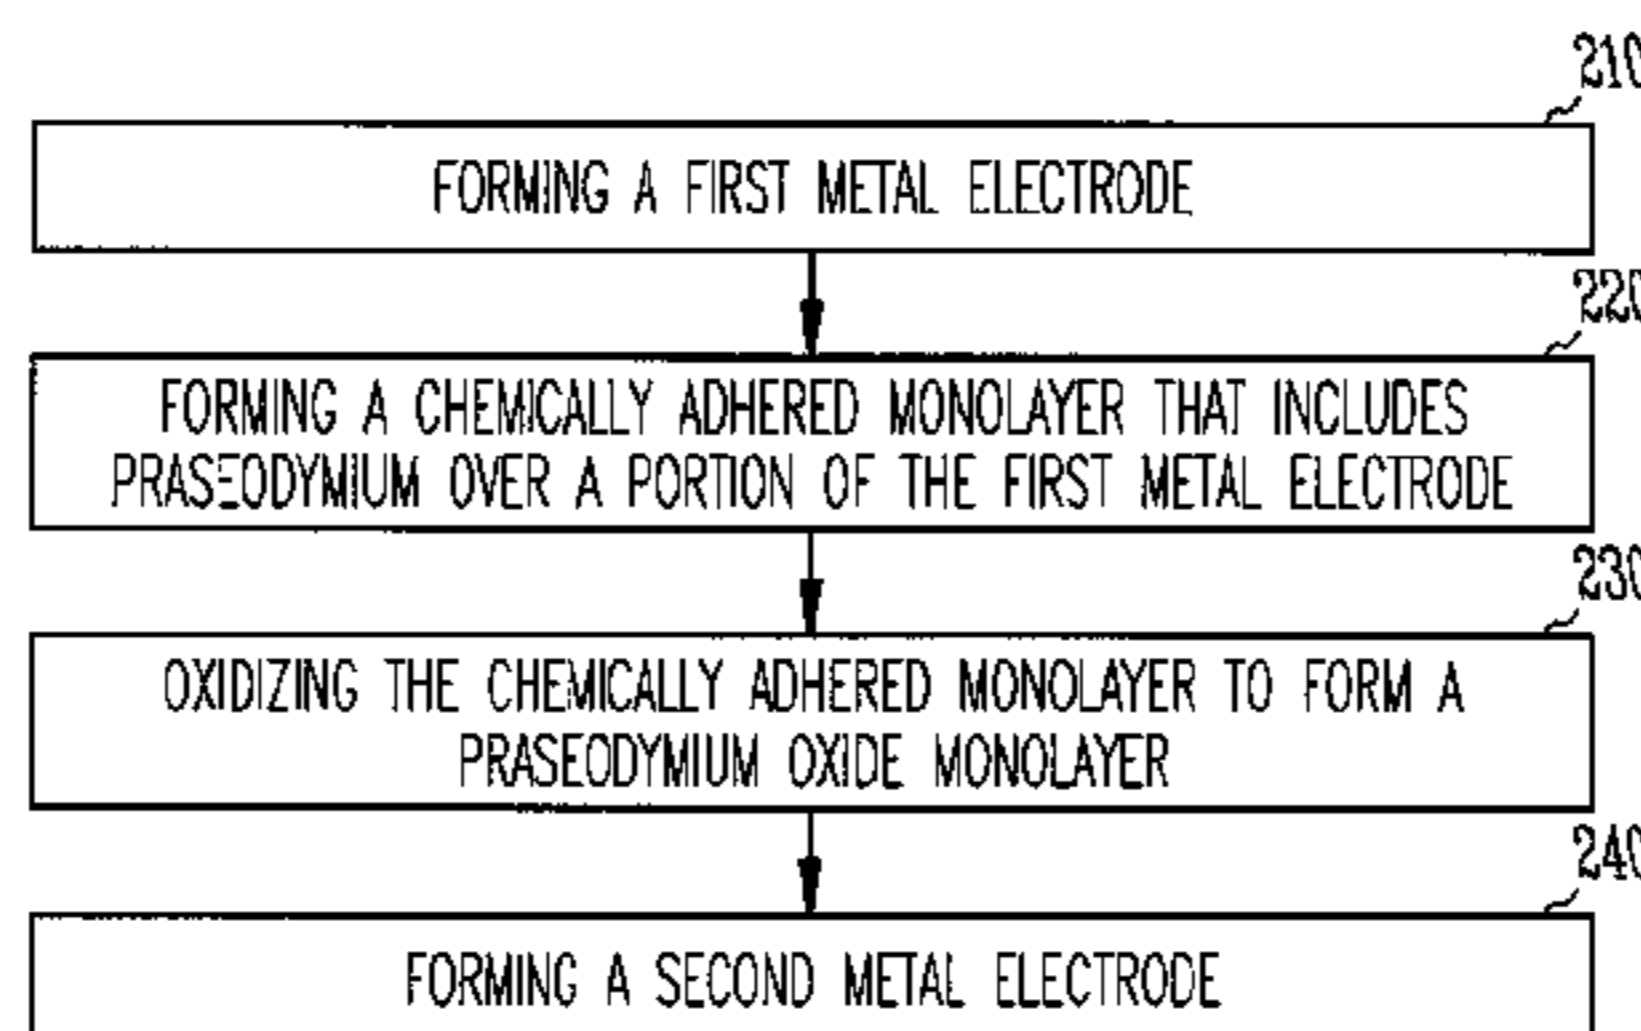 210
FORMING A FIRST METAL ELECTRODE
220
FORMING A CHEMICALLY ADHERED MONOLAYER THAT INCLUDES
PRASEODYMIUM OVER A PORTION OF THE FIRST METAL ELECTRODE
230
OXIDIZING THE CHEMICALLY ADHERED MONOLAYER TO FORM A
PRASEODYMIUM OXIDE MONOLAYER
240
FORMING A SECOND METAL ELECTRODE